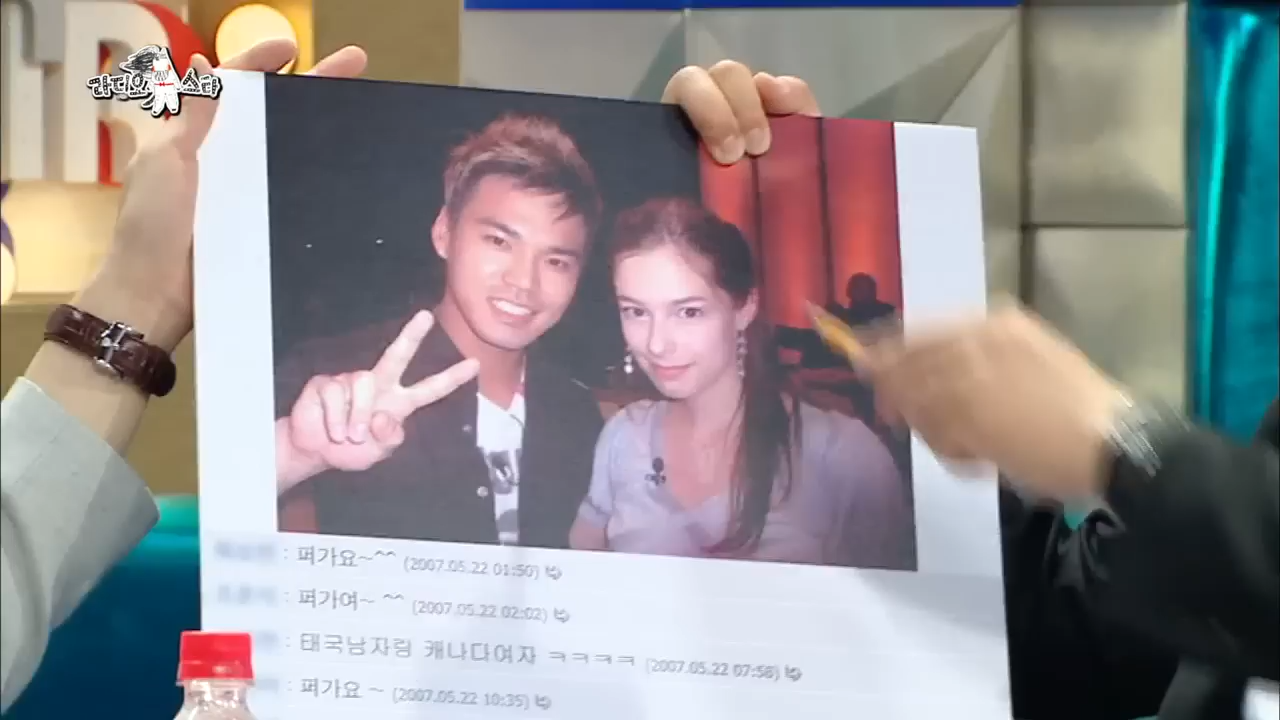 라디오스타
R
: 퍼가요~^^ (2007.05.22 01:50)
: 퍼가여~ ^^ (2007.05.22 02:02)
: 태국남자랑 캐나다여자 ㅋㅋㅋㅋ (2007.05.22 07:56)
: 퍼가요 ~ (2007.05.22 10:35)